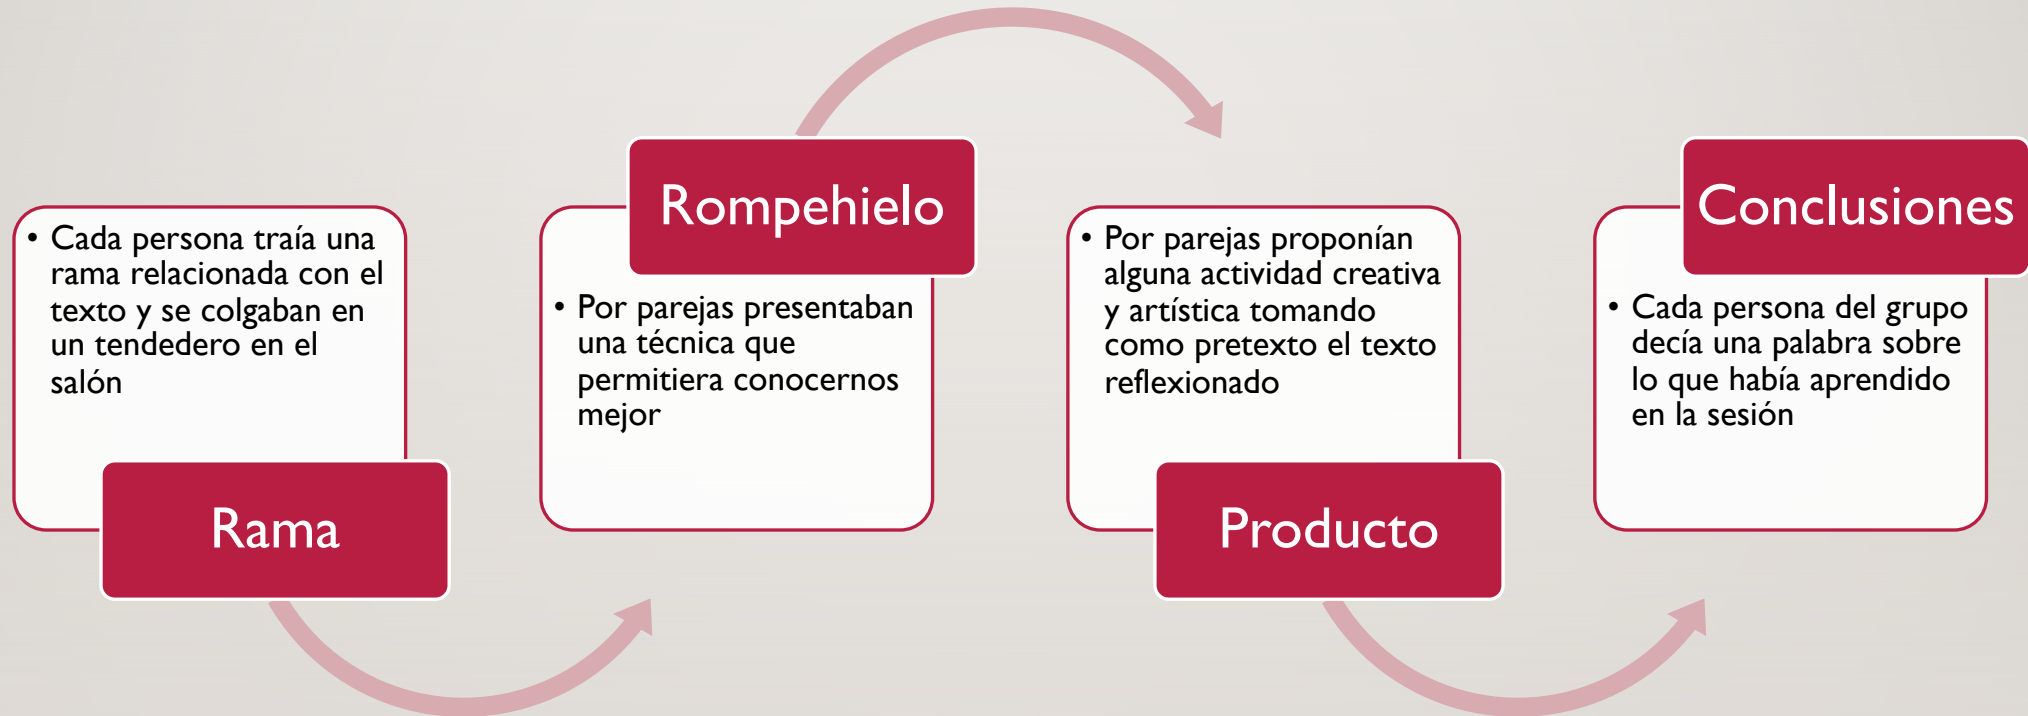 • Cada persona traía una
rama relacionada con el
texto y se colgaban en
un tendedero en el
salón
Rama
Rompehielo
• Por parejas presentaban
una técnica que
permitiera conocernos
mejor
• Por parejas proponían
alguna actividad creativa
y artística tomando
como pretexto el texto
reflexionado
Producto
Conclusiones
• Cada persona del grupo
decía una palabra sobre
lo que había aprendido
en la sesión